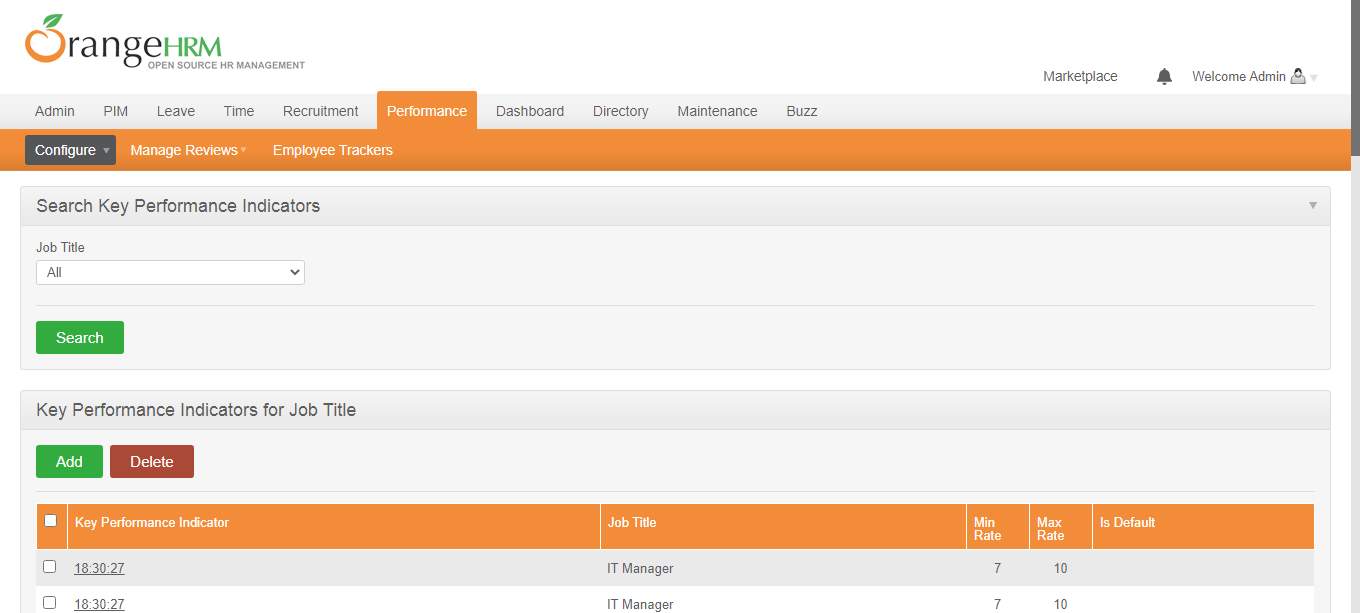 OrangeHRM
OPEN SOURCE HR MANAGEMENT
Marketplace Welcome Admin
Admin PIM Leave Time Recruitment Performance Dashboard Directory Maintenance Buzz
Configure Manage Reviews Employee Trackers
Search Key Performance Indicators
Job Title
All
Search
Key Performance Indicators for Job Title
Add Delete
Key Performance Indicator Job Title Min Rate Max Rate Is Default
18:30:27 IT Manager 7 10
18:30:27 IT Manager 7 10